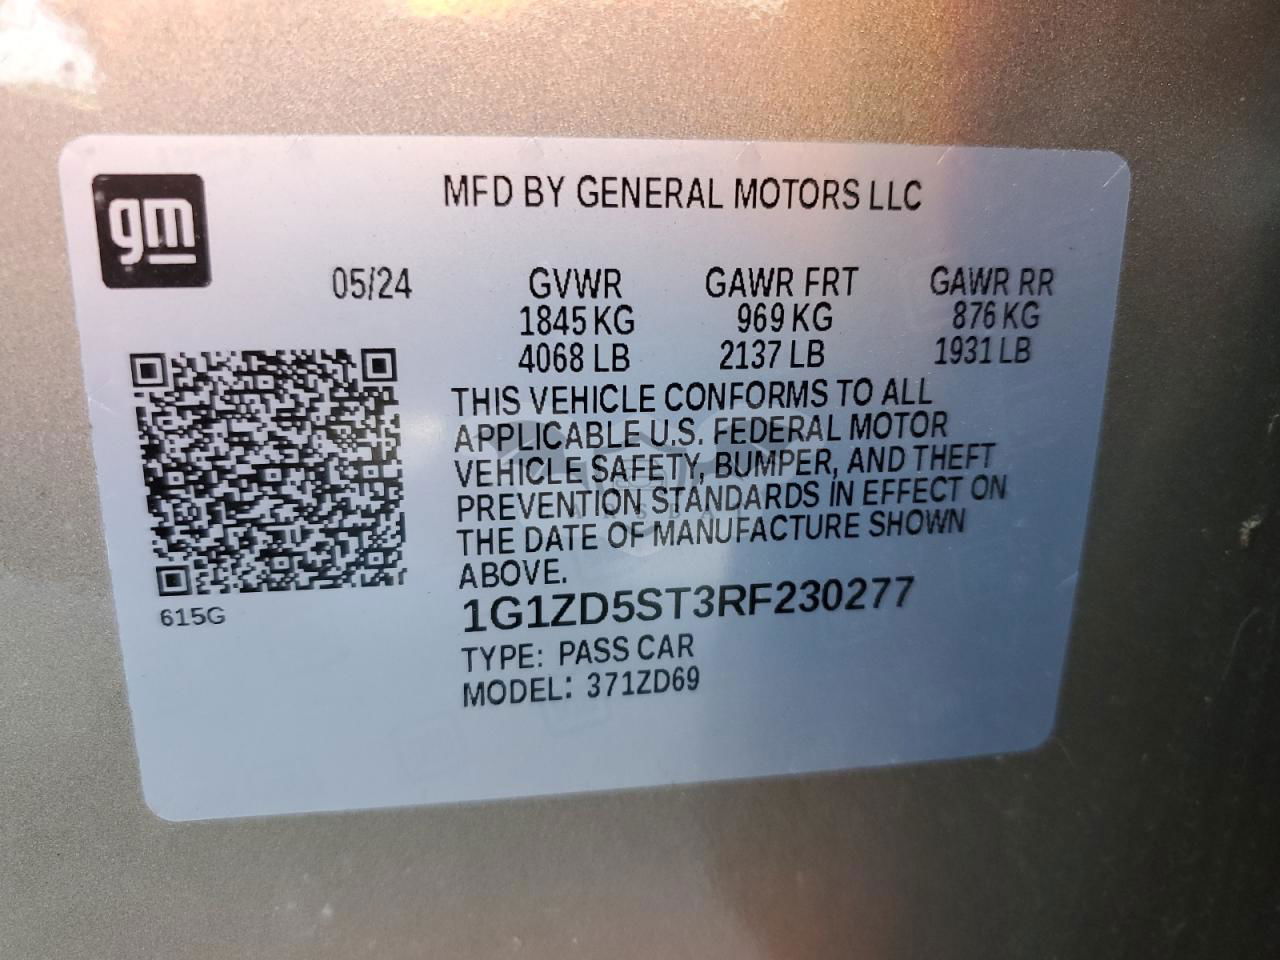 gm
MFD BY GENERAL MOTORS LLC
05/24 GVWR GAWR FRT GAWR RR
1845 KG 969 KG 876 KG
4068 LB 2137 LB 1931 LB
THIS VEHICLE CONFORMS TO ALL
APPLICABLE U.S. FEDERAL MOTOR
VEHICLE SAFETY, BUMPER, AND THEFT
PREVENTION STANDARDS IN EFFECT ON
THE DATE OF MANUFACTURE SHOWN
ABOVE.
1G1ZD5ST3RF230277
615G
TYPE: PASS CAR
MODEL: 371ZD69